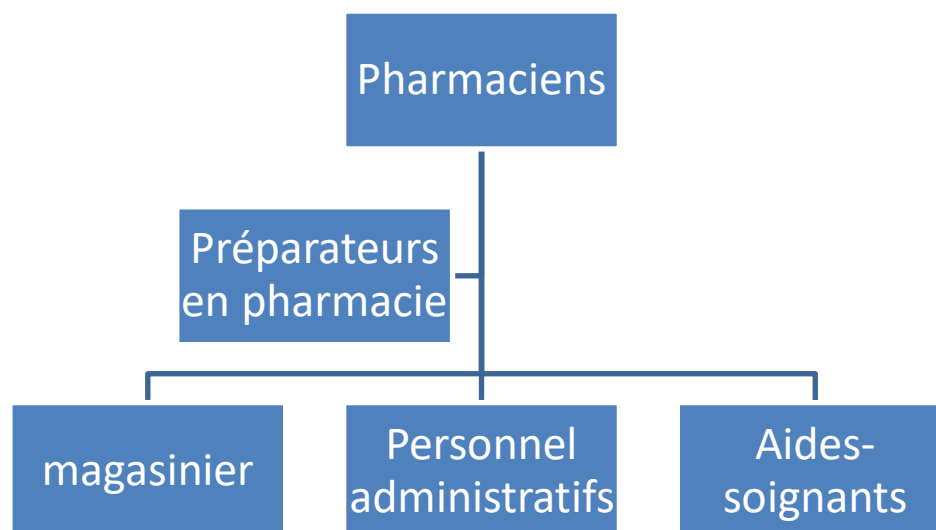 Pharmaciens
Préparateurs
en pharmacie
magasinier
Personnel
administratifs
Aides-
soignants